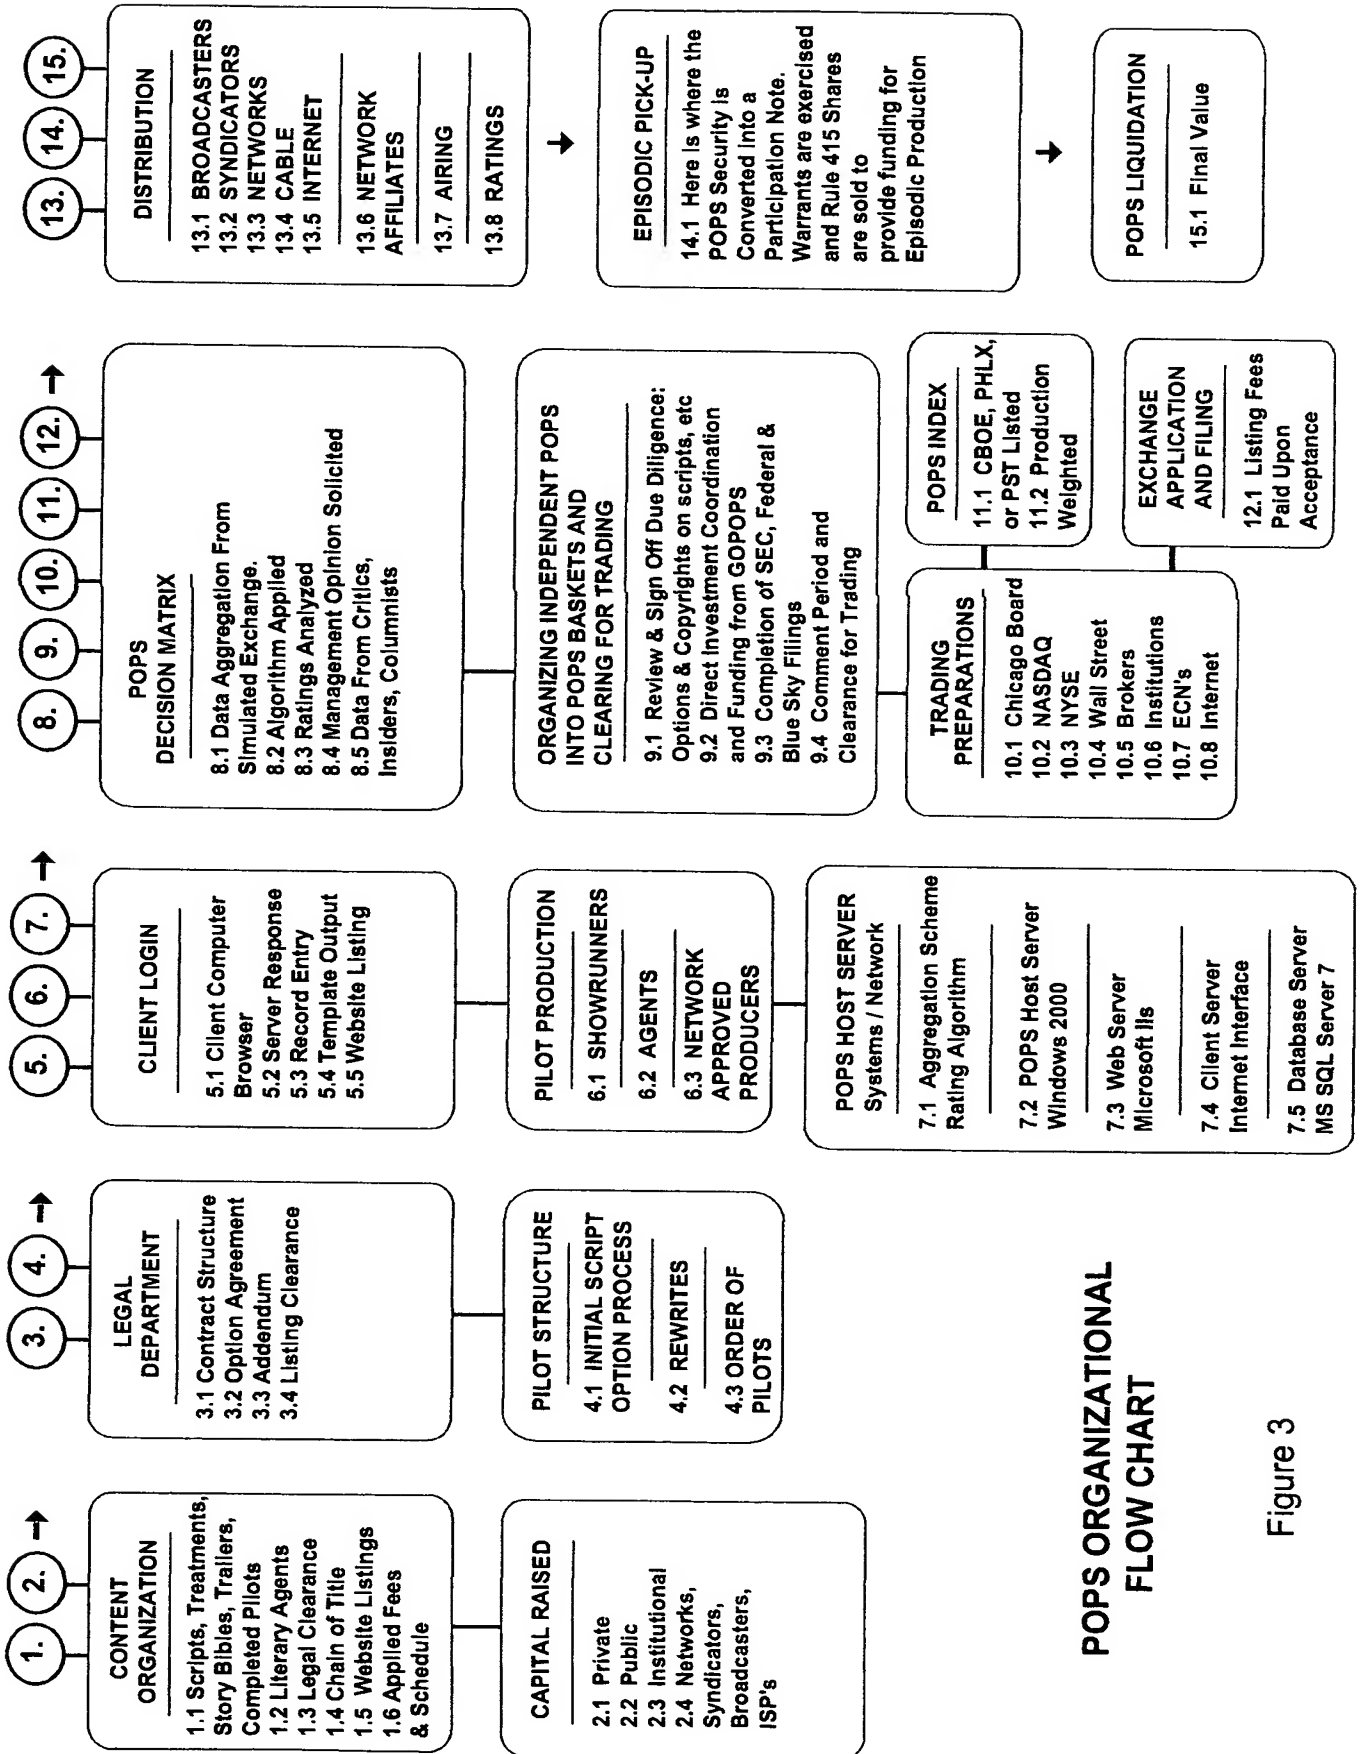 1.
2.
CONTENT
ORGANIZATION
1.1 Scripts, Treatments,
Story Bibles, Trailers,
Completed Pilots
1.2 Literary Agents
1.3 Legal Clearance
1.4 Chain of Title
1.5 Website Listings
1.6 Applied Fees
& Schedule
CAPITAL RAISED
2.1 Private
2.2 Public
2.3 Institutional
2.4 Networks,
Syndicators,
Broadcasters,
ISP's
3.
4.
LEGAL
DEPARTMENT
3.1 Contract Structure
3.2 Option Agreement
3.3 Addendum
3.4 Listing Clearance
PILOT STRUCTURE
4.1 INITIAL SCRIPT
OPTION PROCESS
4.2 REWRITES
4.3 ORDER OF
PILOTS
5.
6.
7.
CLIENT LOGIN
5.1 Client Computer
Browser
5.2 Server Response
5.3 Record Entry
5.4 Template Output
5.5 Website Listing
PILOT PRODUCTION
6.1 SHOWRUNNERS
6.2 AGENTS
6.3 NETWORK
APPROVED
PRODUCERS
POPS HOST SERVER
Systems / Network
7.1 Aggregation Scheme
Rating Algorithm
7.2 POPS Host Server
Windows 2000
7.3 Web Server
Microsoft IIs
7.4 Client Server
Internet Interface
7.5 Database Server
MS SQL Server 7
8.
9.
10.
11.
12.
POPS
DECISION MATRIX
8.1 Data Aggregation From
Simulated Exchange.
8.2 Algorithm Applied
8.3 Ratings Analyzed
8.4 Management Opinion Solicited
8.5 Data From Critics,
Insiders, Columnists
ORGANIZING INDEPENDENT POPS
INTO POPS BASKETS AND
CLEARING FOR TRADING
9.1 Review & Sign Off Due Diligence:
Options & Copyrights on scripts, etc
9.2 Direct Investment Coordination
and Funding from GOPOPS
9.3 Completion of SEC, Federal &
Blue Sky Filings
9.4 Comment Period and
Clearance for Trading
TRADING
PREPARATIONS
10.1 Chicago Board
10.2 NASDAQ
10.3 NYSE
10.4 Wall Street
10.5 Brokers
10.6 Institutions
10.7 ECN's
10.8 Internet
POPS INDEX
11.1 CBOE, PHLX,
or PST Listed
11.2 Production
Weighted
EXCHANGE
APPLICATION
AND FILING
12.1 Listing Fees
Paid Upon
Acceptance
13.
14.
15.
DISTRIBUTION
13.1 BROADCASTERS
13.2 SYNDICATORS
13.3 NETWORKS
13.4 CABLE
13.5 INTERNET
13.6 NETWORK
AFFILIATES
13.7 AIRING
13.8 RATINGS
EPISODIC PICK-UP
14.1 Here is where the
POPS Security is
Converted into a
Participation Note.
Warrants are exercised
and Rule 415 Shares
are sold to
provide funding for
Episodic Production
POPS LIQUIDATION
15.1 Final Value
POPS ORGANIZATIONAL
FLOW CHART
Figure 3